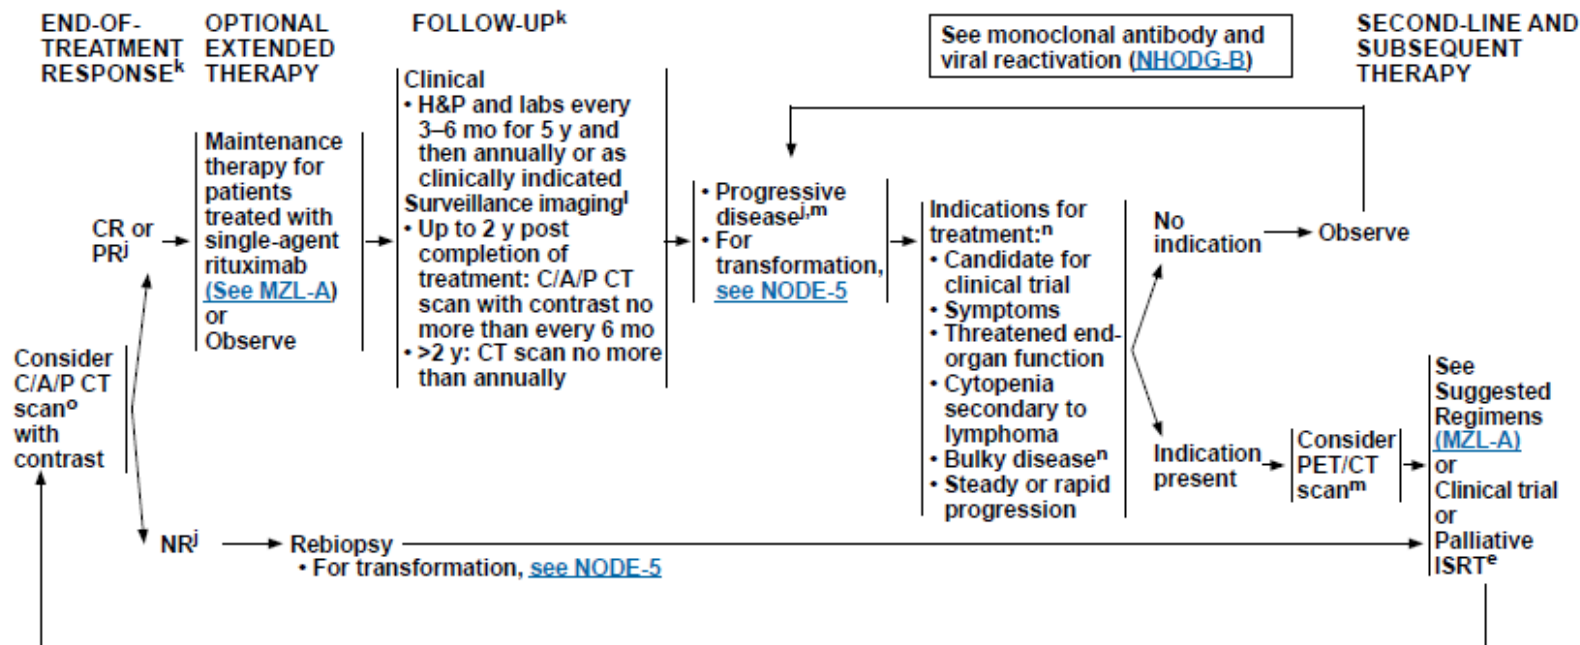 END-OF-
TREATMENT
RESPONSEᵏ
OPTIONAL
EXTENDED
THERAPY
FOLLOW-UPᵏ
See monoclonal antibody and
viral reactivation (NHODG-B)
SECOND-LINE AND
SUBSEQUENT
THERAPY
Consider
C/A/P CT
scanᵒ
with
contrast
CR or
PRʲ
Maintenance
therapy for
patients
treated with
single-agent
rituximab
(See MZL-A)
or
Observe
Clinical
• H&P and labs every
3–6 mo for 5 y and
then annually or as
clinically indicated
Surveillance imagingˡ
• Up to 2 y post
completion of
treatment: C/A/P CT
scan with contrast no
more than every 6 mo
• >2 y: CT scan no more
than annually
• Progressive
diseaseʲ,ᵐ
• For
transformation,
see NODE-5
Indications for
treatment:ⁿ
• Candidate for
clinical trial
• Symptoms
• Threatened end-
organ function
• Cytopenia
secondary to
lymphoma
• Bulky diseaseⁿ
• Steady or rapid
progression
No
indication
Observe
Indication
present
Consider
PET/CT
scanᵐ
See
Suggested
Regimens
(MZL-A)
or
Clinical trial
or
Palliative
ISRTᵉ
NRʲ
Rebiopsy
• For transformation, see NODE-5